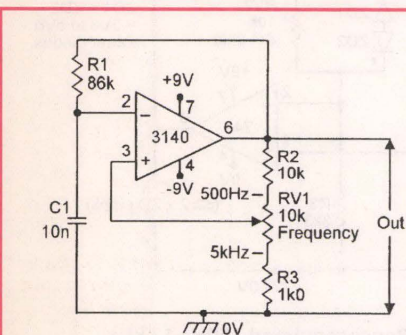 R1
86k
+9V
2
7
3140
6
3
4
-9V
R2
10k
500Hz
RV1
10k
Frequency
5kHz
R3
1k0
C1
10n
Out
0V